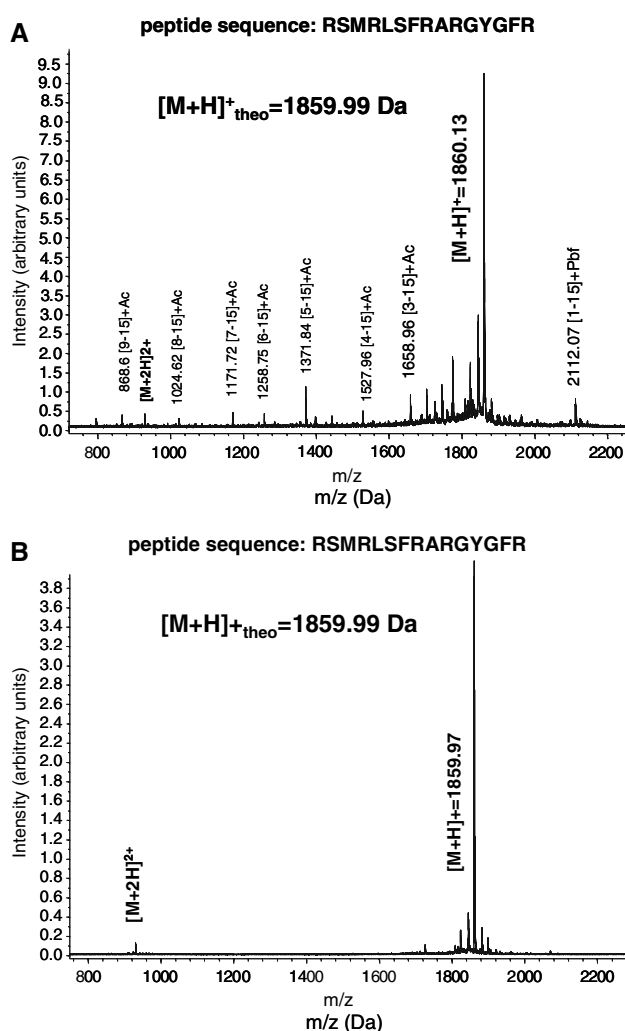 A
peptide sequence: RSMRLSFRARGYGFR
[M+H]+theo=1859.99 Da
Intensity (arbitrary units)
9.5
9.0
8.5
8.0
7.5
7.0
6.5
6.0
5.5
5.0
4.5
4.0
3.5
3.0
2.5
2.0
1.5
1.0
0.5
0.0
868.6 [9-15]+Ac
[M+2H]2+
1024.62 [8-15]+Ac
1171.72 [7-15]+Ac
1258.75 [6-15]+Ac
1371.84 [5-15]+Ac
1527.96 [4-15]+Ac
1658.96 [3-15]+Ac
[M+H]+=1860.13
2112.07 [1-15]+Pbf
800 1000 1200 1400 1600 1800 2000 2200
m/z
m/z (Da)
B
peptide sequence: RSMRLSFRARGYGFR
[M+H]+theo=1859.99 Da
Intensity (arbitrary units)
3.8
3.6
3.4
3.2
3.0
2.8
2.6
2.4
2.2
2.0
1.8
1.6
1.4
1.2
1.0
0.8
0.6
0.4
0.2
0.0
[M+2H]2+
[M+H]+=1859.97
800 1000 1200 1400 1600 1800 2000 2200
m/z
m/z (Da)